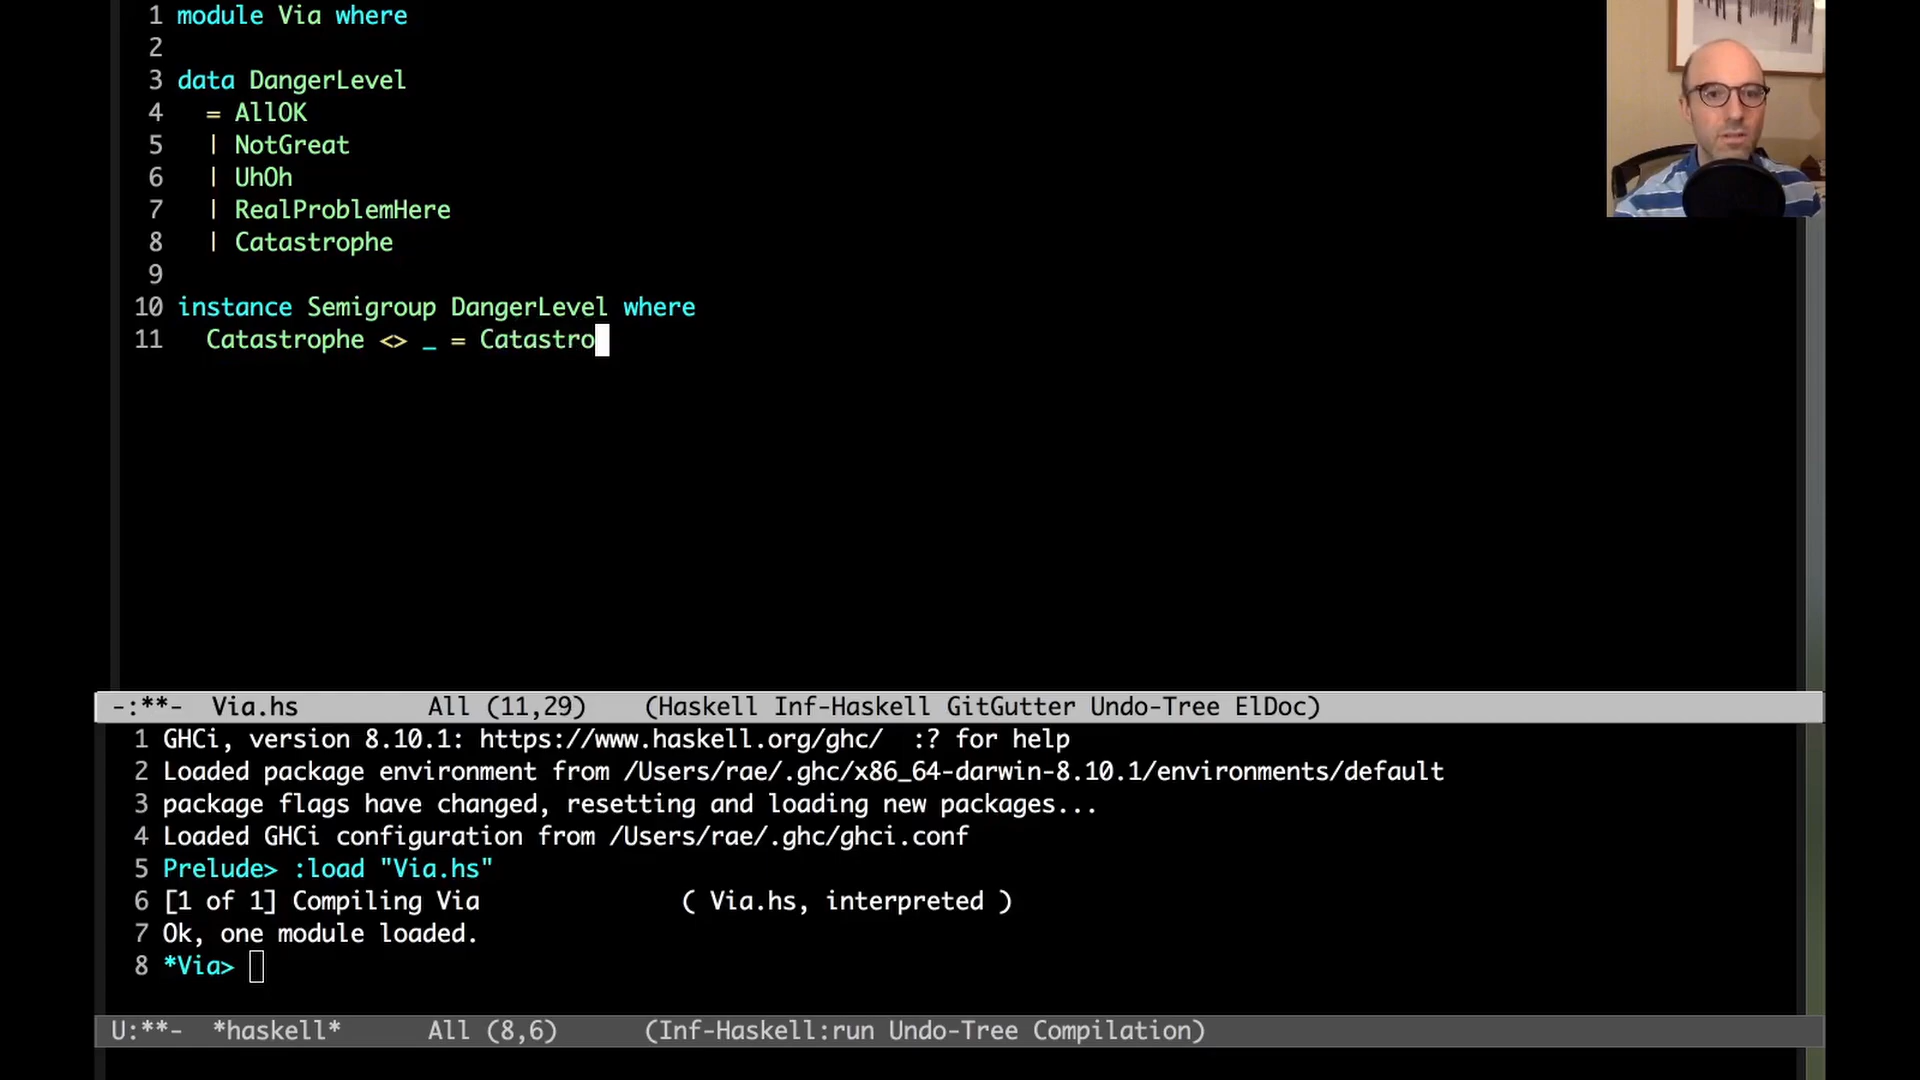 1 module Via where
2
3 data DangerLevel
4   = AllOK
5   | NotGreat
6   | UhOh
7   | RealProblemHere
8   | Catastrophe
9
10 instance Semigroup DangerLevel where
11   Catastrophe <> _ = Catastro
-:**-  Via.hs         All (11,29)    (Haskell Inf-Haskell GitGutter Undo-Tree ElDoc)
1 GHCi, version 8.10.1: https://www.haskell.org/ghc/  :? for help
2 Loaded package environment from /Users/rae/.ghc/x86_64-darwin-8.10.1/environments/default
3 package flags have changed, resetting and loading new packages...
4 Loaded GHCi configuration from /Users/rae/.ghc/ghci.conf
5 Prelude> :load "Via.hs"
6 [1 of 1] Compiling Via              ( Via.hs, interpreted )
7 Ok, one module loaded.
8 *Via>
U:**-  *haskell*      All (8,6)      (Inf-Haskell:run Undo-Tree Compilation)